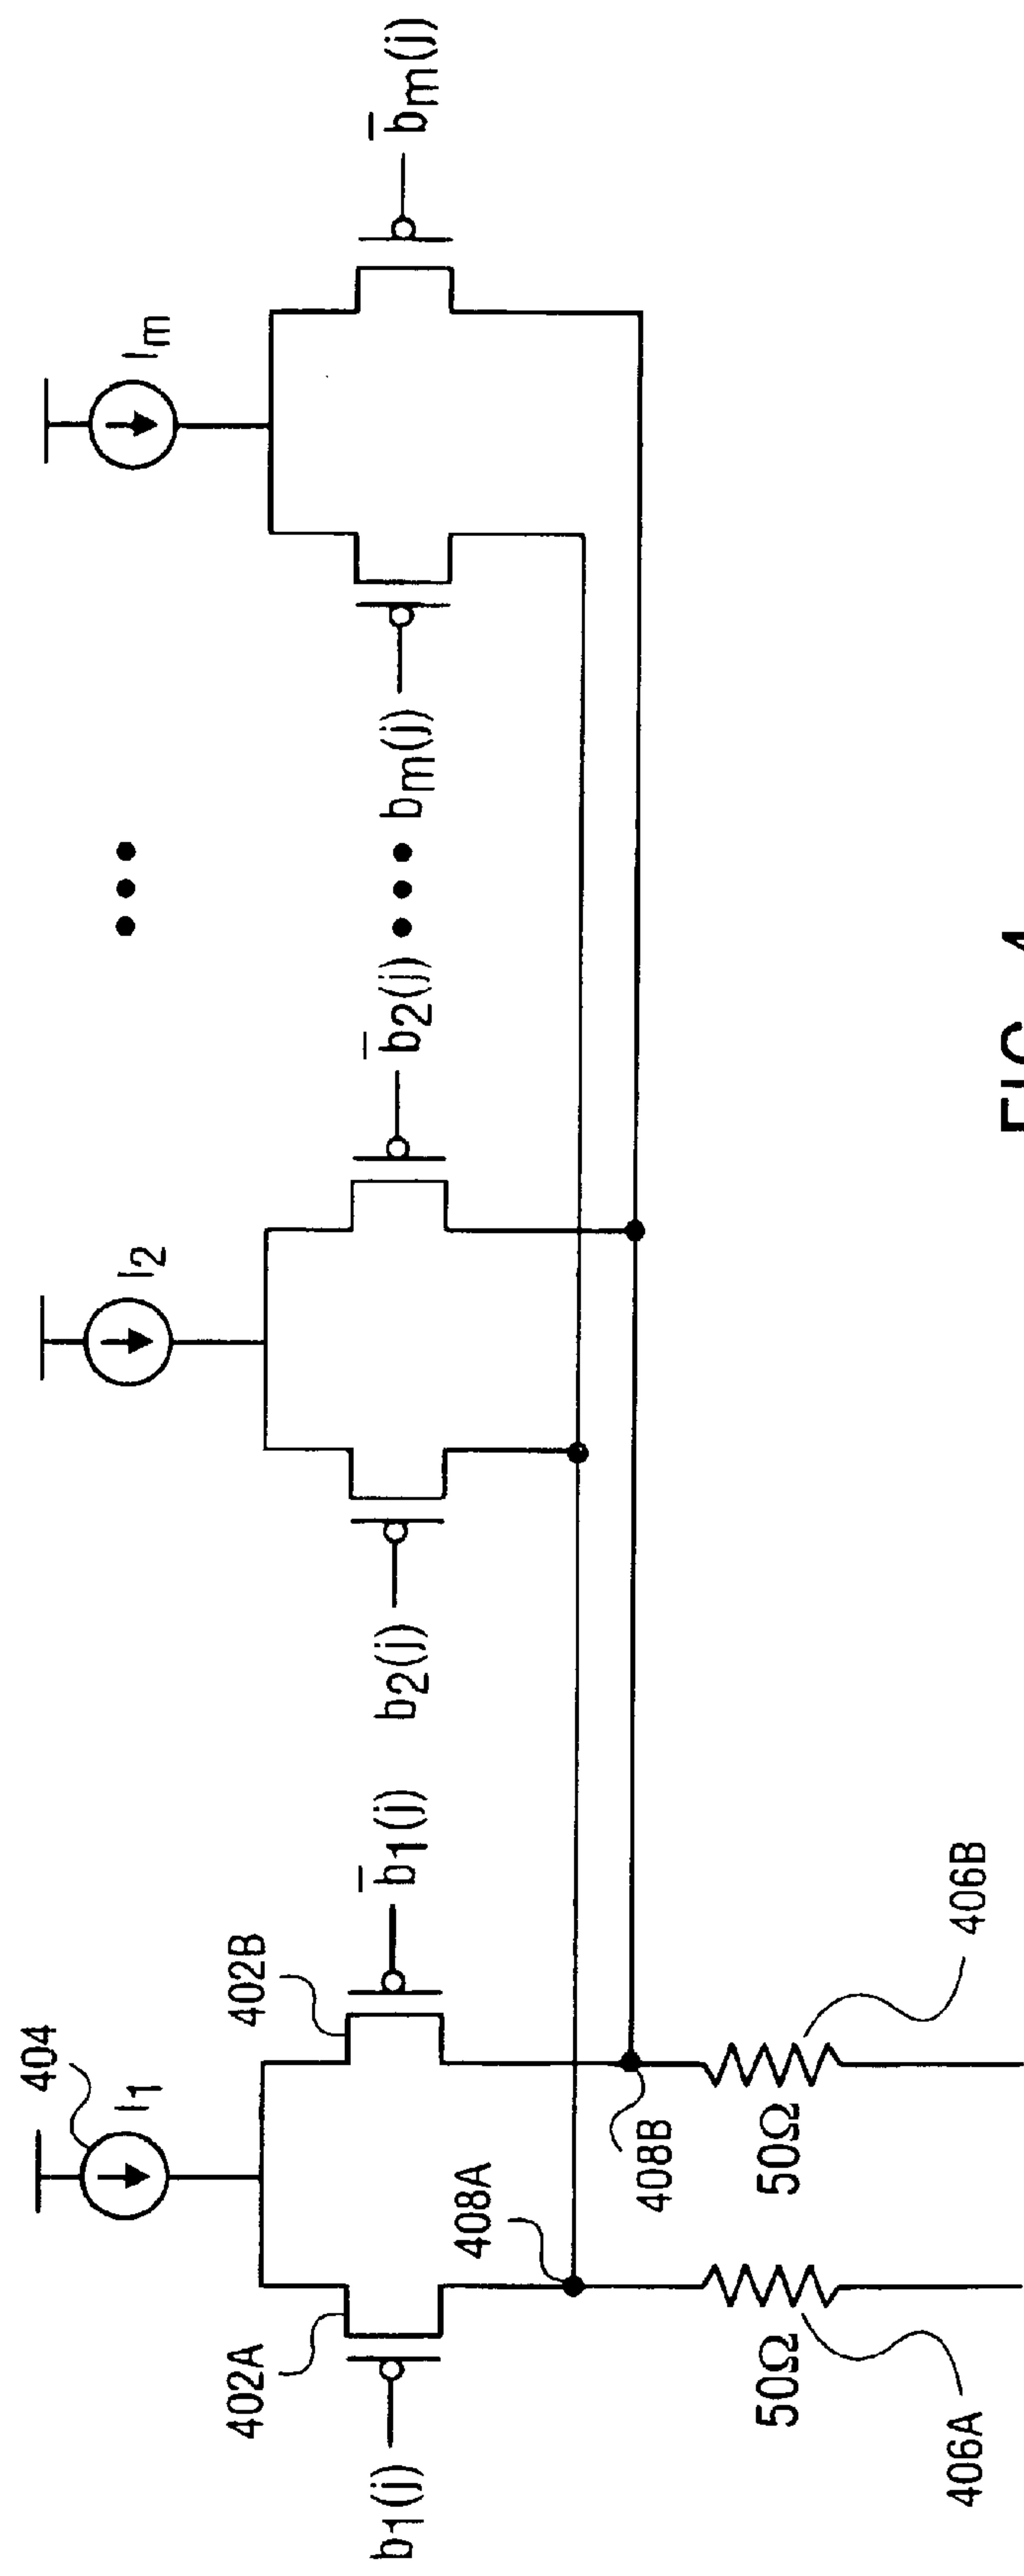 404
I1
I2
Im
402A
402B
b1(j)
b̅1(j)
b2(j)
b̅2(j)
bm(j)
b̅m(j)
408A
408B
50Ω
50Ω
406A
406B